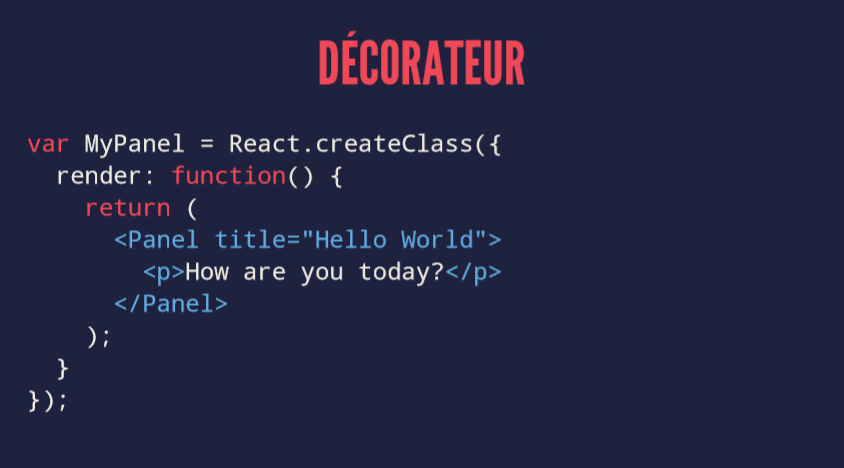 DÉCORATEUR
var MyPanel = React.createClass({
  render: function() {
    return (
      <Panel title="Hello World">
        <p>How are you today?</p>
      </Panel>
    );
  }
});